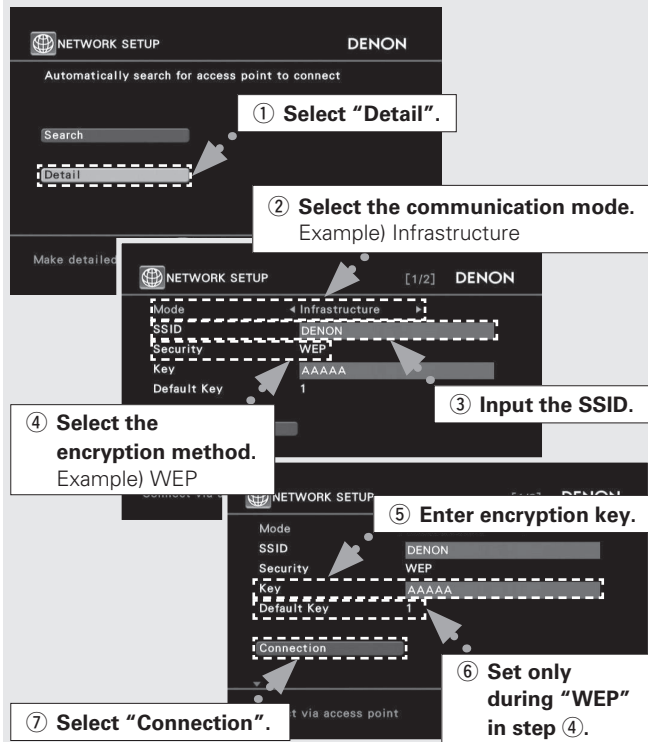 NETWORK SETUP DENON
Automatically search for access point to connect
① Select “Detail”.
Search
Detail
② Select the communication mode.
Example) Infrastructure
Make detailed
NETWORK SETUP [1/2] DENON
Mode Infrastructure
SSID DENON
Security WEP
Key AAAAA
Default Key 1
③ Input the SSID.
④ Select the
encryption method.
Example) WEP
NETWORK SETUP
⑤ Enter encryption key.
Mode
SSID DENON
Security WEP
Key AAAAA
Default Key 1
Connection
⑥ Set only
during “WEP”
in step ④.
⑦ Select “Connection”.
via access point